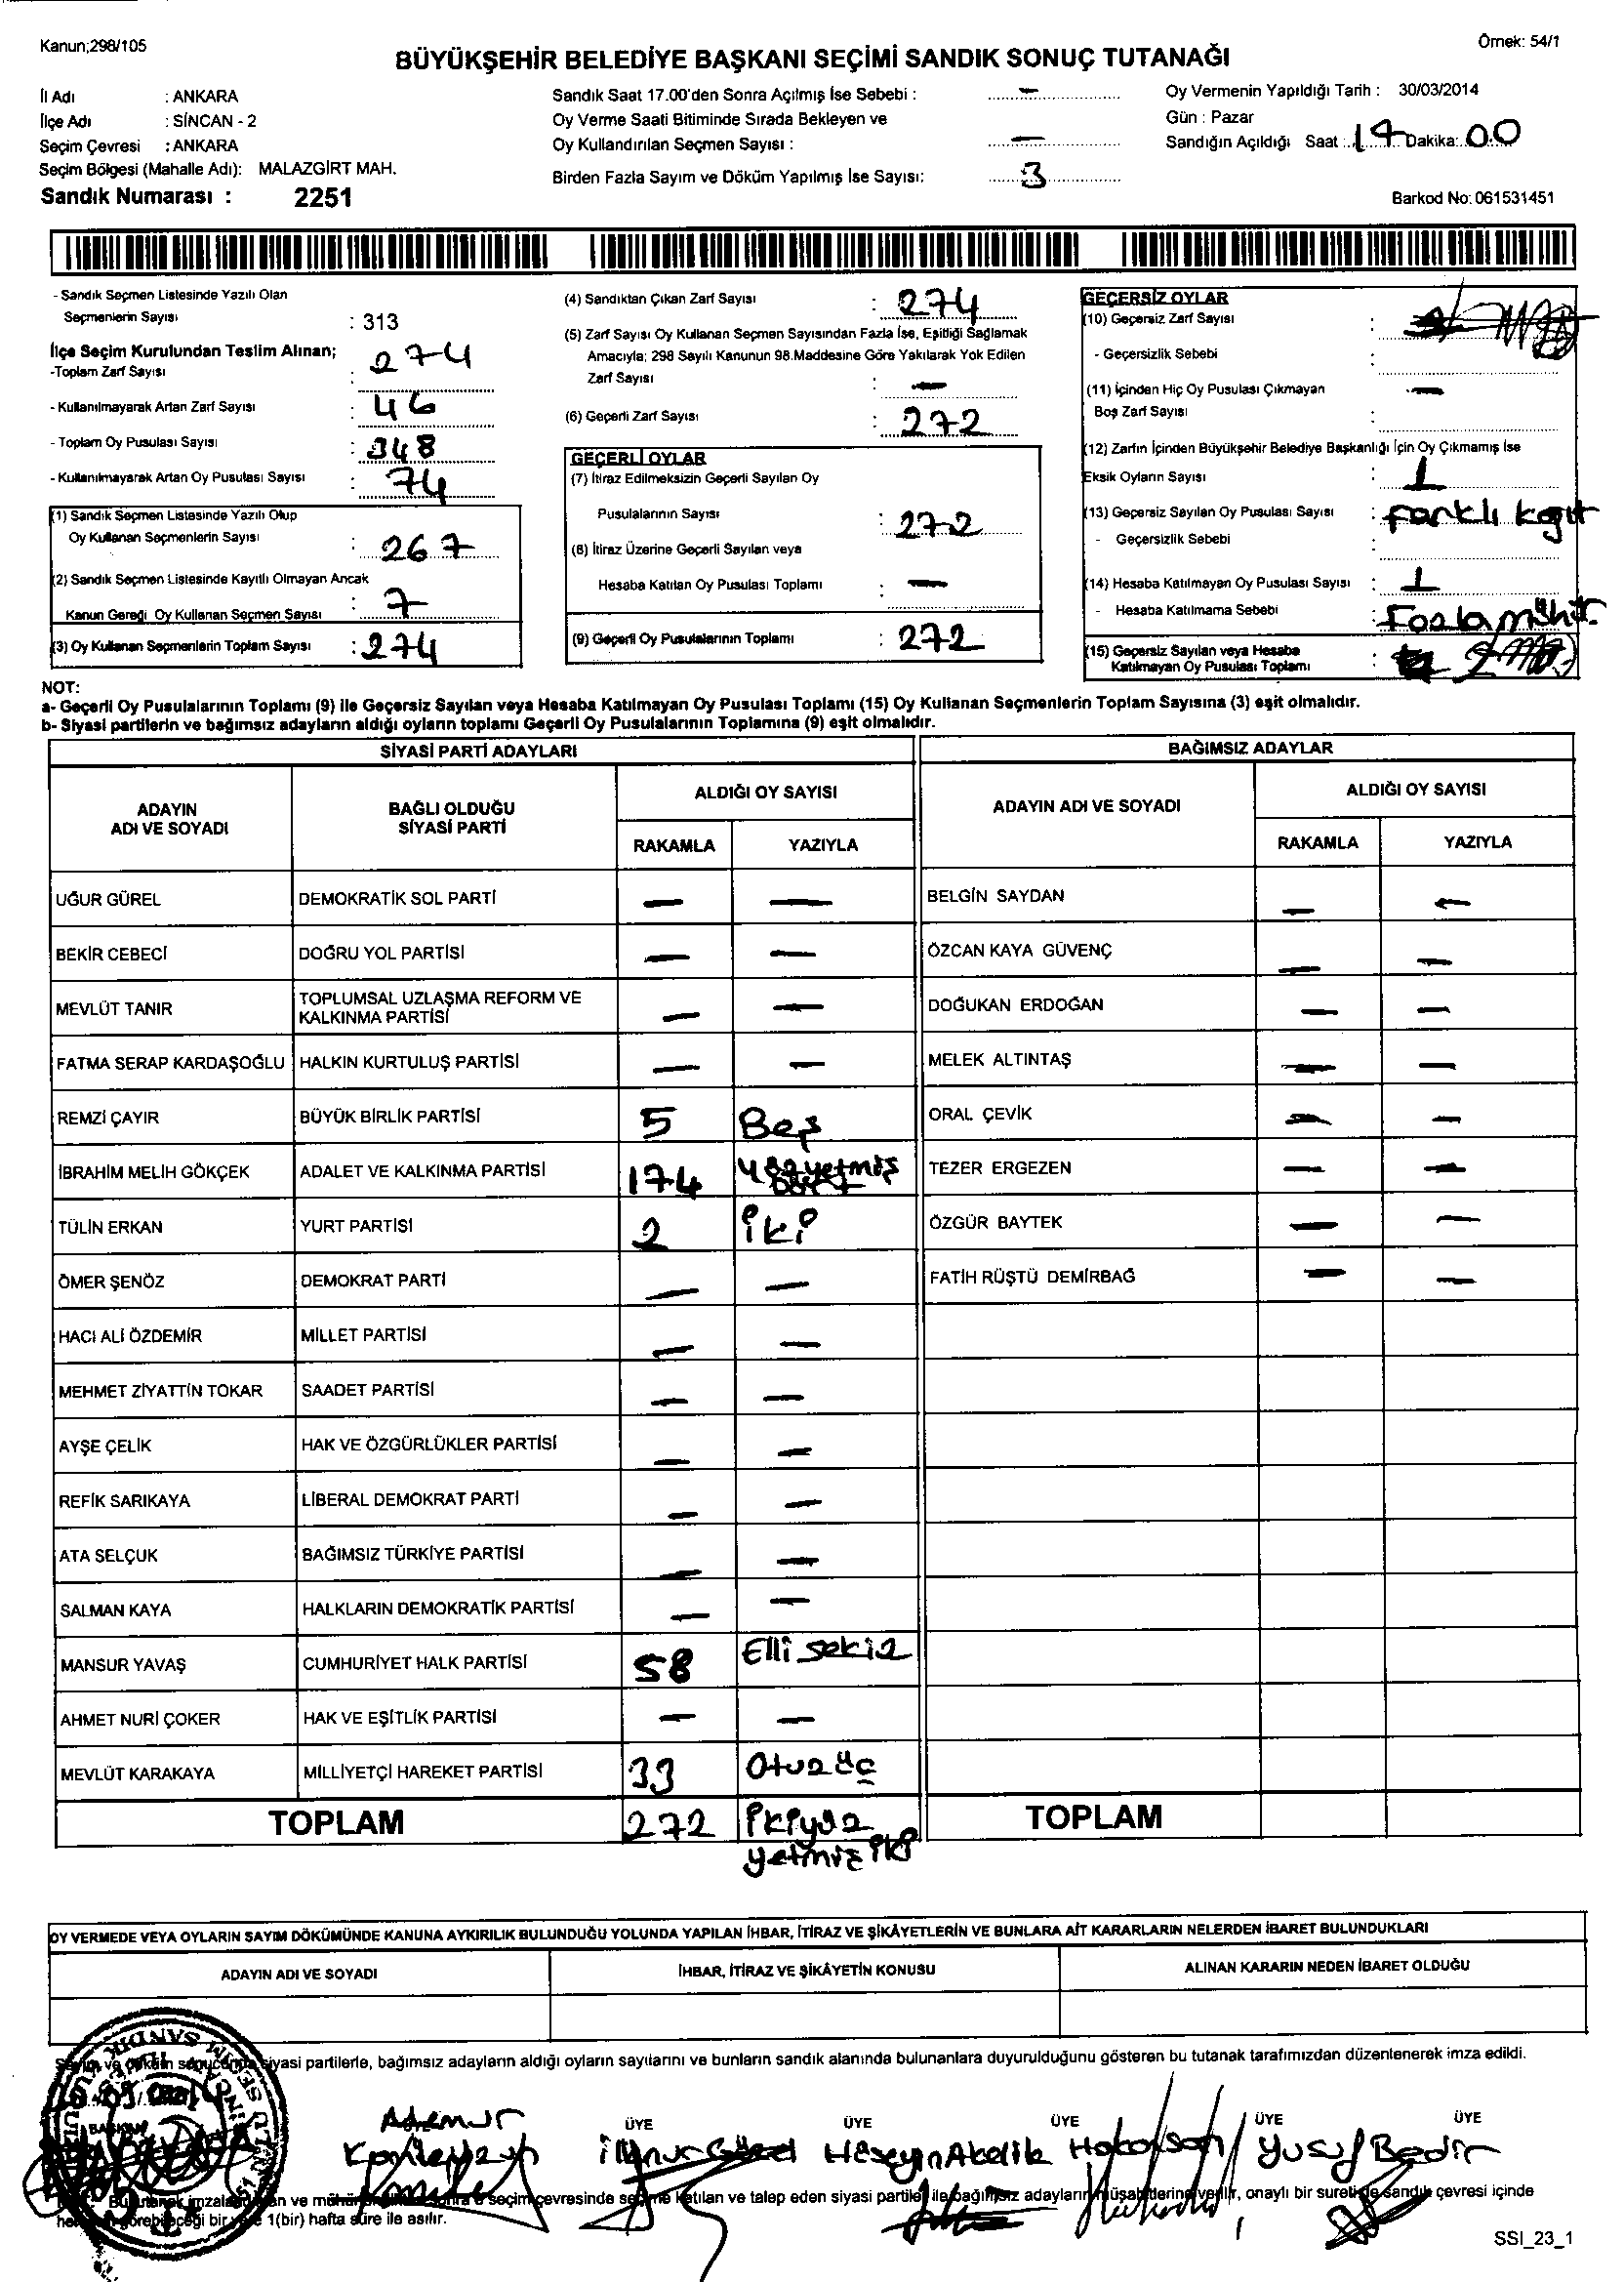 Kanun;298/105
Örnek: 54/1
BÜYÜKŞEHİR BELEDİYE BAŞKANI SEÇİMİ SANDIK SONUÇ TUTANAĞI
İl Adı : ANKARA
İlçe Adı : SİNCAN - 2
Seçim Çevresi : ANKARA
Seçim Bölgesi (Mahalle Adı): MALAZGİRT MAH.
Sandık Numarası : 2251
Sandık Saat 17.00'den Sonra Açılmış İse Sebebi : —
Oy Verme Saati Bitiminde Sırada Bekleyen ve
Oy Kullandırılan Seçmen Sayısı : —
Birden Fazla Sayım ve Döküm Yapılmış İse Sayısı: 3
Oy Vermenin Yapıldığı Tarih : 30/03/2014
Gün : Pazar
Sandığın Açıldığı Saat : Dakika: 00
Barkod No: 061531451
- Sandık Seçmen Listesinde Yazılı Olan
Seçmenlerin Sayısı : 313
İlçe Seçim Kurulundan Teslim Alınan;
-Toplam Zarf Sayısı : 274
- Kullanılmayarak Artan Zarf Sayısı : 46
- Toplam Oy Pusulası Sayısı : 348
- Kullanılmayarak Artan Oy Pusulası Sayısı : 74
(1) Sandık Seçmen Listesinde Yazılı Olup
Oy Kullanan Seçmenlerin Sayısı : 267
(2) Sandık Seçmen Listesinde Kayıtlı Olmayan Ancak
Kanun Gereği Oy Kullanan Seçmen Sayısı : 7
(3) Oy Kullanan Seçmenlerin Toplam Sayısı : 274
(4) Sandıktan Çıkan Zarf Sayısı : 274
(5) Zarf Sayısı Oy Kullanan Seçmen Sayısından Fazla İse, Eşitliği Sağlamak
Amacıyla; 298 Sayılı Kanunun 98.Maddesine Göre Yakılarak Yok Edilen
Zarf Sayısı : —
(6) Geçerli Zarf Sayısı : 272
GEÇERLİ OYLAR
(7) İtiraz Edilmeksizin Geçerli Sayılan Oy
Pusulalarının Sayısı : 272
(8) İtiraz Üzerine Geçerli Sayılan veya
Hesaba Katılan Oy Pusulası Toplamı : —
(9) Geçerli Oy Pusulalarının Toplamı : 272
GEÇERSİZ OYLAR
(10) Geçersiz Zarf Sayısı :
- Geçersizlik Sebebi :
(11) İçinden Hiç Oy Pusulası Çıkmayan —
Boş Zarf Sayısı :
(12) Zarfın İçinden Büyükşehir Belediye Başkanlığı İçin Oy Çıkmamış İse
Eksik Oyların Sayısı : 1
(13) Geçersiz Sayılan Oy Pusulası Sayısı : farklı kağıt
- Geçersizlik Sebebi :
(14) Hesaba Katılmayan Oy Pusulası Sayısı : 1
- Hesaba Katılmama Sebebi : Fazla mühür.
(15) Geçersiz Sayılan veya Hesaba
Katılmayan Oy Pusulası Toplamı : 2
NOT:
a- Geçerli Oy Pusulalarının Toplamı (9) ile Geçersiz Sayılan veya Hesaba Katılmayan Oy Pusulası Toplamı (15) Oy Kullanan Seçmenlerin Toplam Sayısına (3) eşit olmalıdır.
b- Siyasi partilerin ve bağımsız adayların aldığı oyların toplamı Geçerli Oy Pusulalarının Toplamına (9) eşit olmalıdır.
SİYASİ PARTİ ADAYLARI
ADAYIN ADI VE SOYADI
BAĞLI OLDUĞU SİYASİ PARTİ
ALDIĞI OY SAYISI
RAKAMLA YAZIYLA
UĞUR GÜREL DEMOKRATİK SOL PARTİ — —
BEKİR CEBECİ DOĞRU YOL PARTİSİ — —
MEVLÜT TANIR TOPLUMSAL UZLAŞMA REFORM VE KALKINMA PARTİSİ — —
FATMA SERAP KARDAŞOĞLU HALKIN KURTULUŞ PARTİSİ — —
REMZİ ÇAYIR BÜYÜK BİRLİK PARTİSİ 5 Beş
İBRAHİM MELİH GÖKÇEK ADALET VE KALKINMA PARTİSİ 174 yüzyetmiş Dört
TÜLİN ERKAN YURT PARTİSİ 2 iki
ÖMER ŞENÖZ DEMOKRAT PARTİ — —
HACI ALİ ÖZDEMİR MİLLET PARTİSİ — —
MEHMET ZİYATTİN TOKAR SAADET PARTİSİ — —
AYŞE ÇELİK HAK VE ÖZGÜRLÜKLER PARTİSİ — —
REFİK SARIKAYA LİBERAL DEMOKRAT PARTİ — —
ATA SELÇUK BAĞIMSIZ TÜRKİYE PARTİSİ — —
SALMAN KAYA HALKLARIN DEMOKRATİK PARTİSİ — —
MANSUR YAVAŞ CUMHURİYET HALK PARTİSİ 58 Elli sekiz
AHMET NURİ ÇOKER HAK VE EŞİTLİK PARTİSİ — —
MEVLÜT KARAKAYA MİLLİYETÇİ HAREKET PARTİSİ 33 Otuz üç
TOPLAM 272 ikiyüz
yetmiz iki
BAĞIMSIZ ADAYLAR
ADAYIN ADI VE SOYADI
ALDIĞI OY SAYISI
RAKAMLA YAZIYLA
BELGİN SAYDAN — —
ÖZCAN KAYA GÜVENÇ — —
DOĞUKAN ERDOĞAN — —
MELEK ALTINTAŞ — —
ORAL ÇEVİK — —
TEZER ERGEZEN — —
ÖZGÜR BAYTEK — —
FATİH RÜŞTÜ DEMİRBAĞ — —
TOPLAM
OY VERMEDE VEYA OYLARIN SAYIM DÖKÜMÜNDE KANUNA AYKIRILIK BULUNDUĞU YOLUNDA YAPILAN İHBAR, İTİRAZ VE ŞİKÂYETLERİN VE BUNLARA AİT KARARLARIN NELERDEN İBARET BULUNDUKLARI
ADAYIN ADI VE SOYADI
İHBAR, İTİRAZ VE ŞİKÂYETİN KONUSU
ALINAN KARARIN NEDEN İBARET OLDUĞU
Sayım ve döküm sonucunda siyasi partilerle, bağımsız adayların aldığı oyların sayılarını ve bunların sandık alanında bulunanlara duyurulduğunu gösteren bu tutanak tarafımızdan düzenlenerek imza edildi.
BAŞKAN
ÜYE ÜYE ÜYE ÜYE ÜYE
Hüseyin Yusuf Bedir
seçim çevresinde seçime katılan ve talep eden siyasi partiler ile bağımsız adayların müşahitlerine verilir, onaylı bir sureti de sandık çevresi içinde
1(bir) hafta süre ile asılır.
SSI_23_1